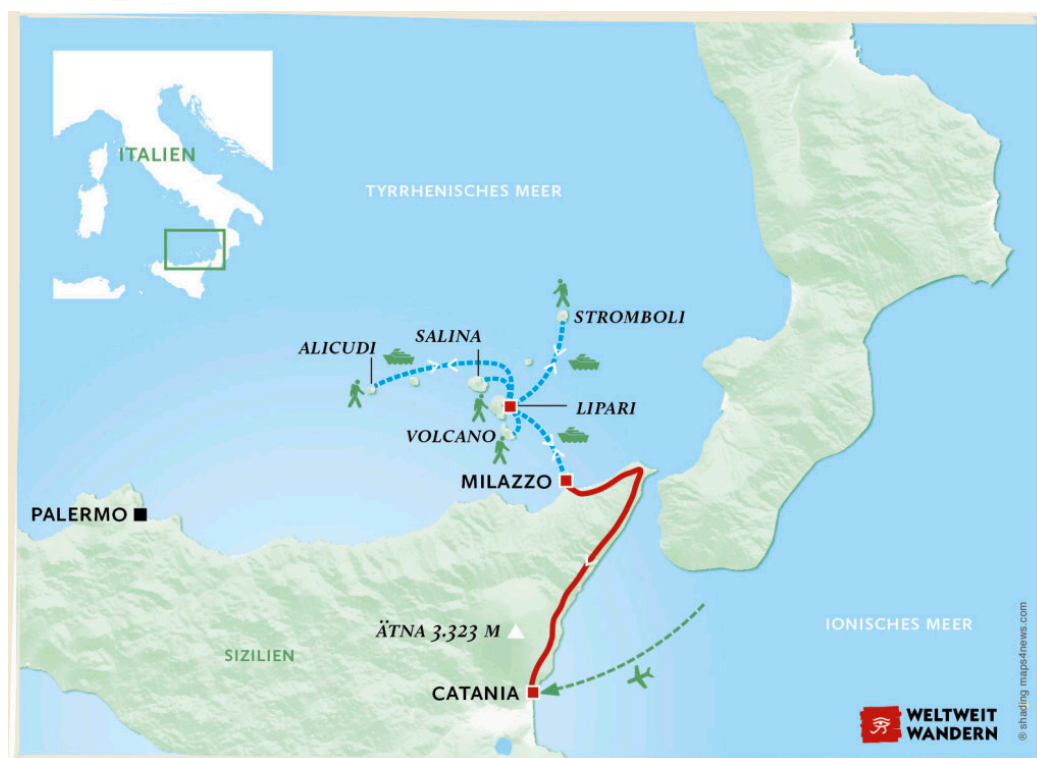 ITALIEN
TYRRHENISCHES MEER
STROMBOLI
SALINA
ALICUDI
LIPARI
VOLCANO
MILAZZO
PALERMO
ÄTNA 3.323 M
IONISCHES MEER
SIZILIEN
CATANIA
WELTWEIT
WANDERN
® shading maps4news.com